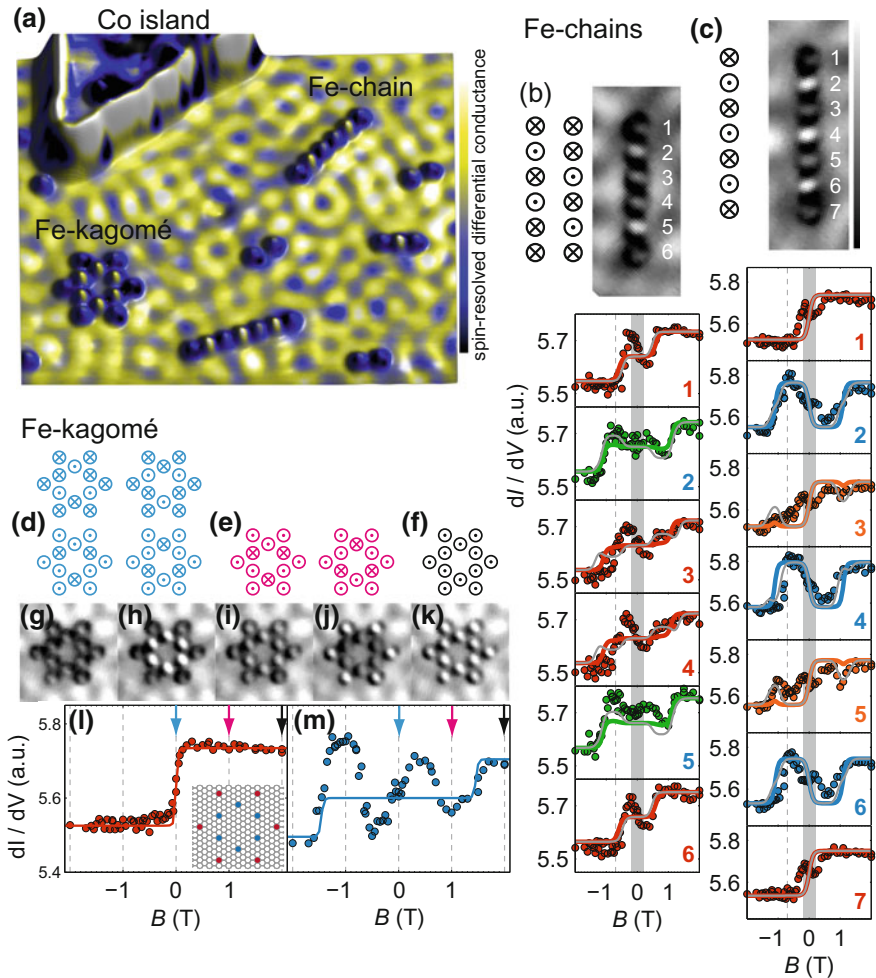 (a)
Co island
Fe-chain
Fe-kagomé
spin-resolved differential conductance
Fe-chains
(b)
1
2
3
4
5
6
(c)
1
2
3
4
5
6
7
Fe-kagomé
(d)
(e)
(f)
(g)
(h)
(i)
(j)
(k)
(l)
(m)
dI / dV (a.u.)
5.8
5.6
5.4
−1 0 1
B (T)
−1 0 1
B (T)
dI / dV (a.u.)
5.7
5.5
1
5.7
5.5
2
5.7
5.5
3
5.7
5.5
4
5.7
5.5
5
5.7
5.5
6
−1 0 1
B (T)
5.8
5.6
1
5.8
5.6
2
5.8
5.6
3
5.8
5.6
4
5.8
5.6
5
5.8
5.6
6
5.8
5.6
7
−1 0 1
B (T)